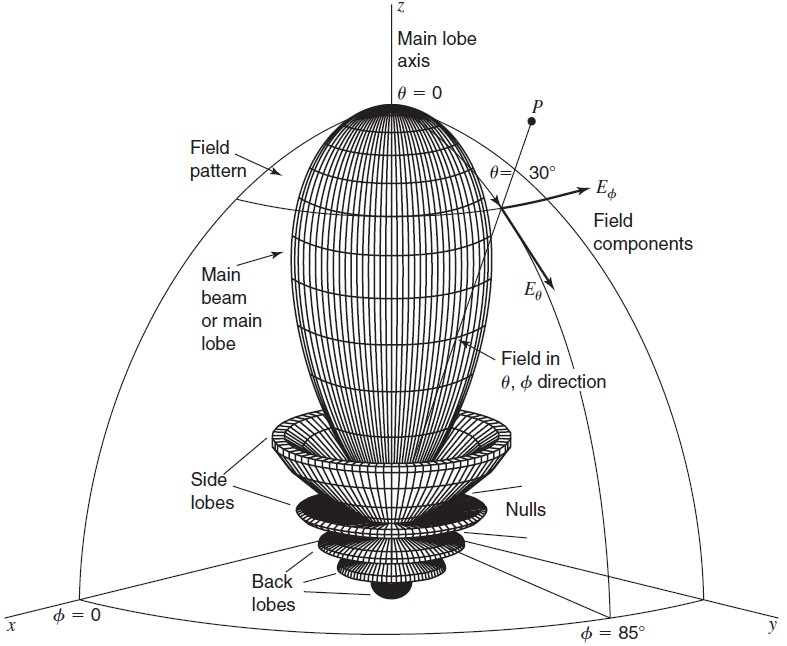 z
Main lobe
axis
θ = 0
P
Field
pattern
θ= 30°
E_ϕ
Field
components
Main
beam
or main
lobe
E_θ
Field in
θ, ϕ direction
Side
lobes
Nulls
Back
lobes
x
ϕ = 0
ϕ = 85°
y